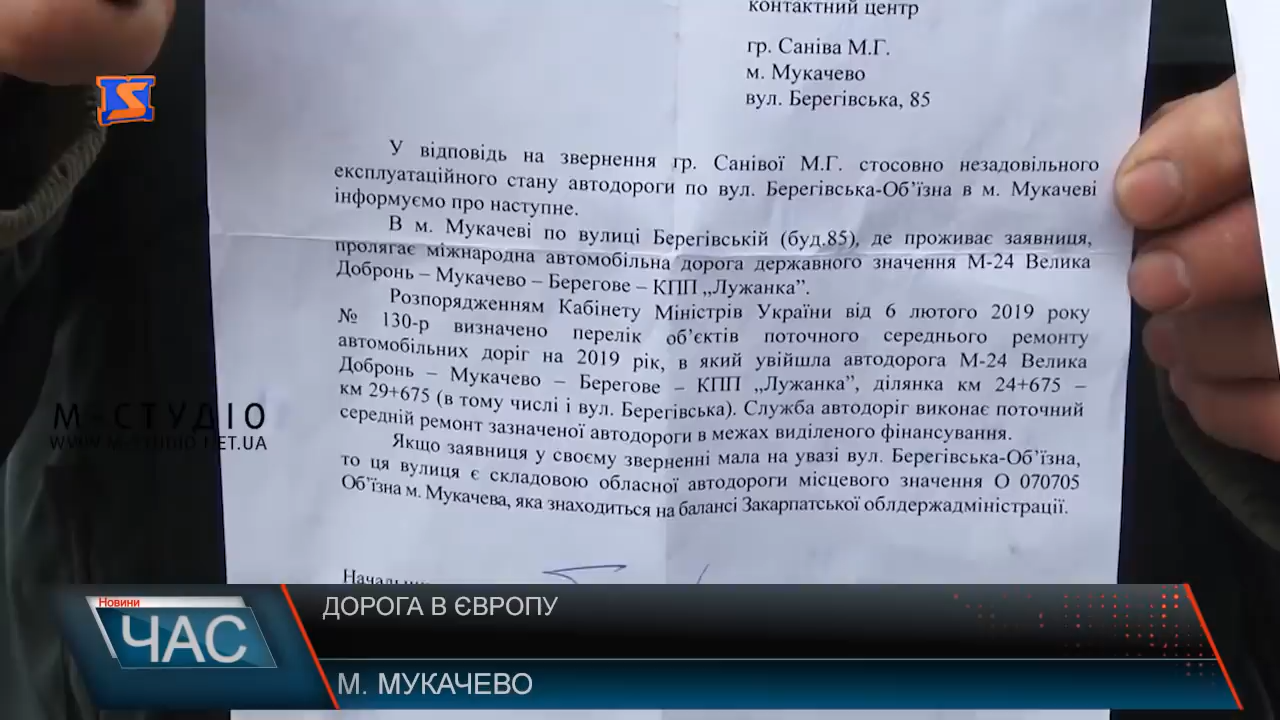 контактний центр
гр. Саніва М.Г.
м. Мукачево
вул. Берегівська, 85
У відповідь на звернення гр. Санівої М.Г. стосовно незадовільного
експлуатаційного стану автодороги по вул. Берегівська-Об’їзна в м. Мукачеві
інформуємо про наступне.
В м. Мукачеві по вулиці Берегівській (буд.85), де проживає заявниця,
пролягає міжнародна автомобільна дорога державного значення М-24 Велика
Добронь – Мукачево – Берегове – КПП „Лужанка”.
Розпорядженням Кабінету Міністрів України від 6 лютого 2019 року
№ 130-р визначено перелік об’єктів поточного середнього ремонту
автомобільних доріг на 2019 рік, в який увійшла автодорога М-24 Велика
Добронь – Мукачево – Берегове – КПП „Лужанка”, ділянка км 24+675 –
км 29+675 (в тому числі і вул. Берегівська). Служба автодоріг виконає поточний
середній ремонт зазначеної автодороги в межах виділеного фінансування.
Якщо заявниця у своєму зверненні мала на увазі вул. Берегівська-Об’їзна,
то ця вулиця є складовою обласної автодороги місцевого значення О 070705
Об’їзна м. Мукачева, яка знаходиться на балансі Закарпатської облдержадміністрації.
М-СТУДІО
WWW.M-STUDIO.NET.UA
Новини
ЧАС
ДОРОГА В ЄВРОПУ
М. МУКАЧЕВО